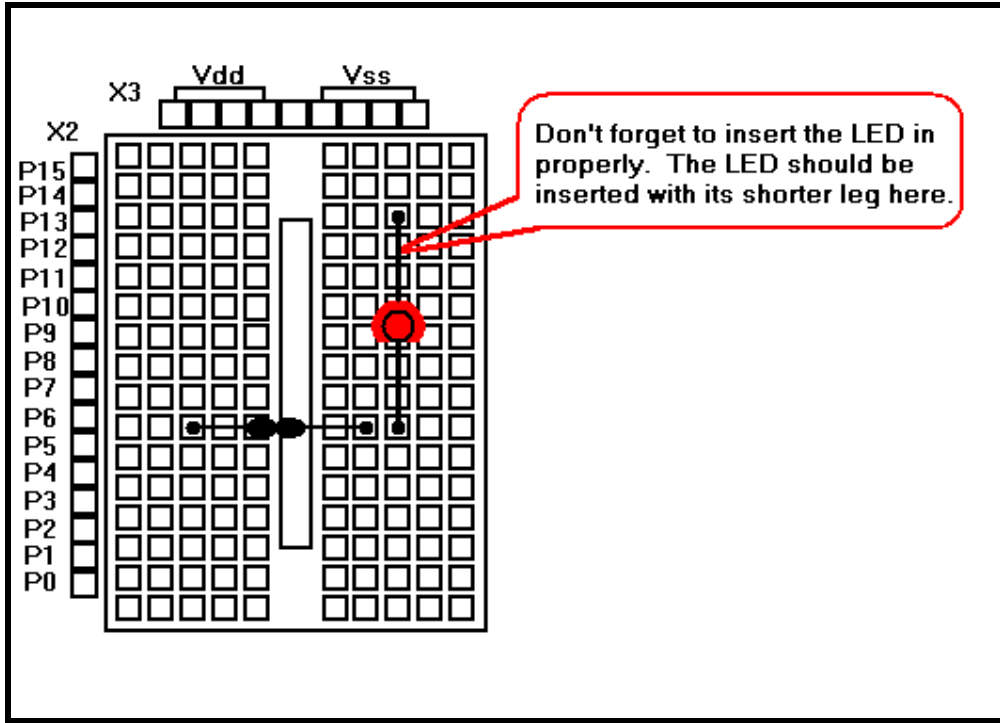 Vdd Vss
X3
X2
Don't forget to insert the LED in
properly. The LED should be
inserted with its shorter leg here.
P15
P14
P13
P12
P11
P10
P9
P8
P7
P6
P5
P4
P3
P2
P1
P0